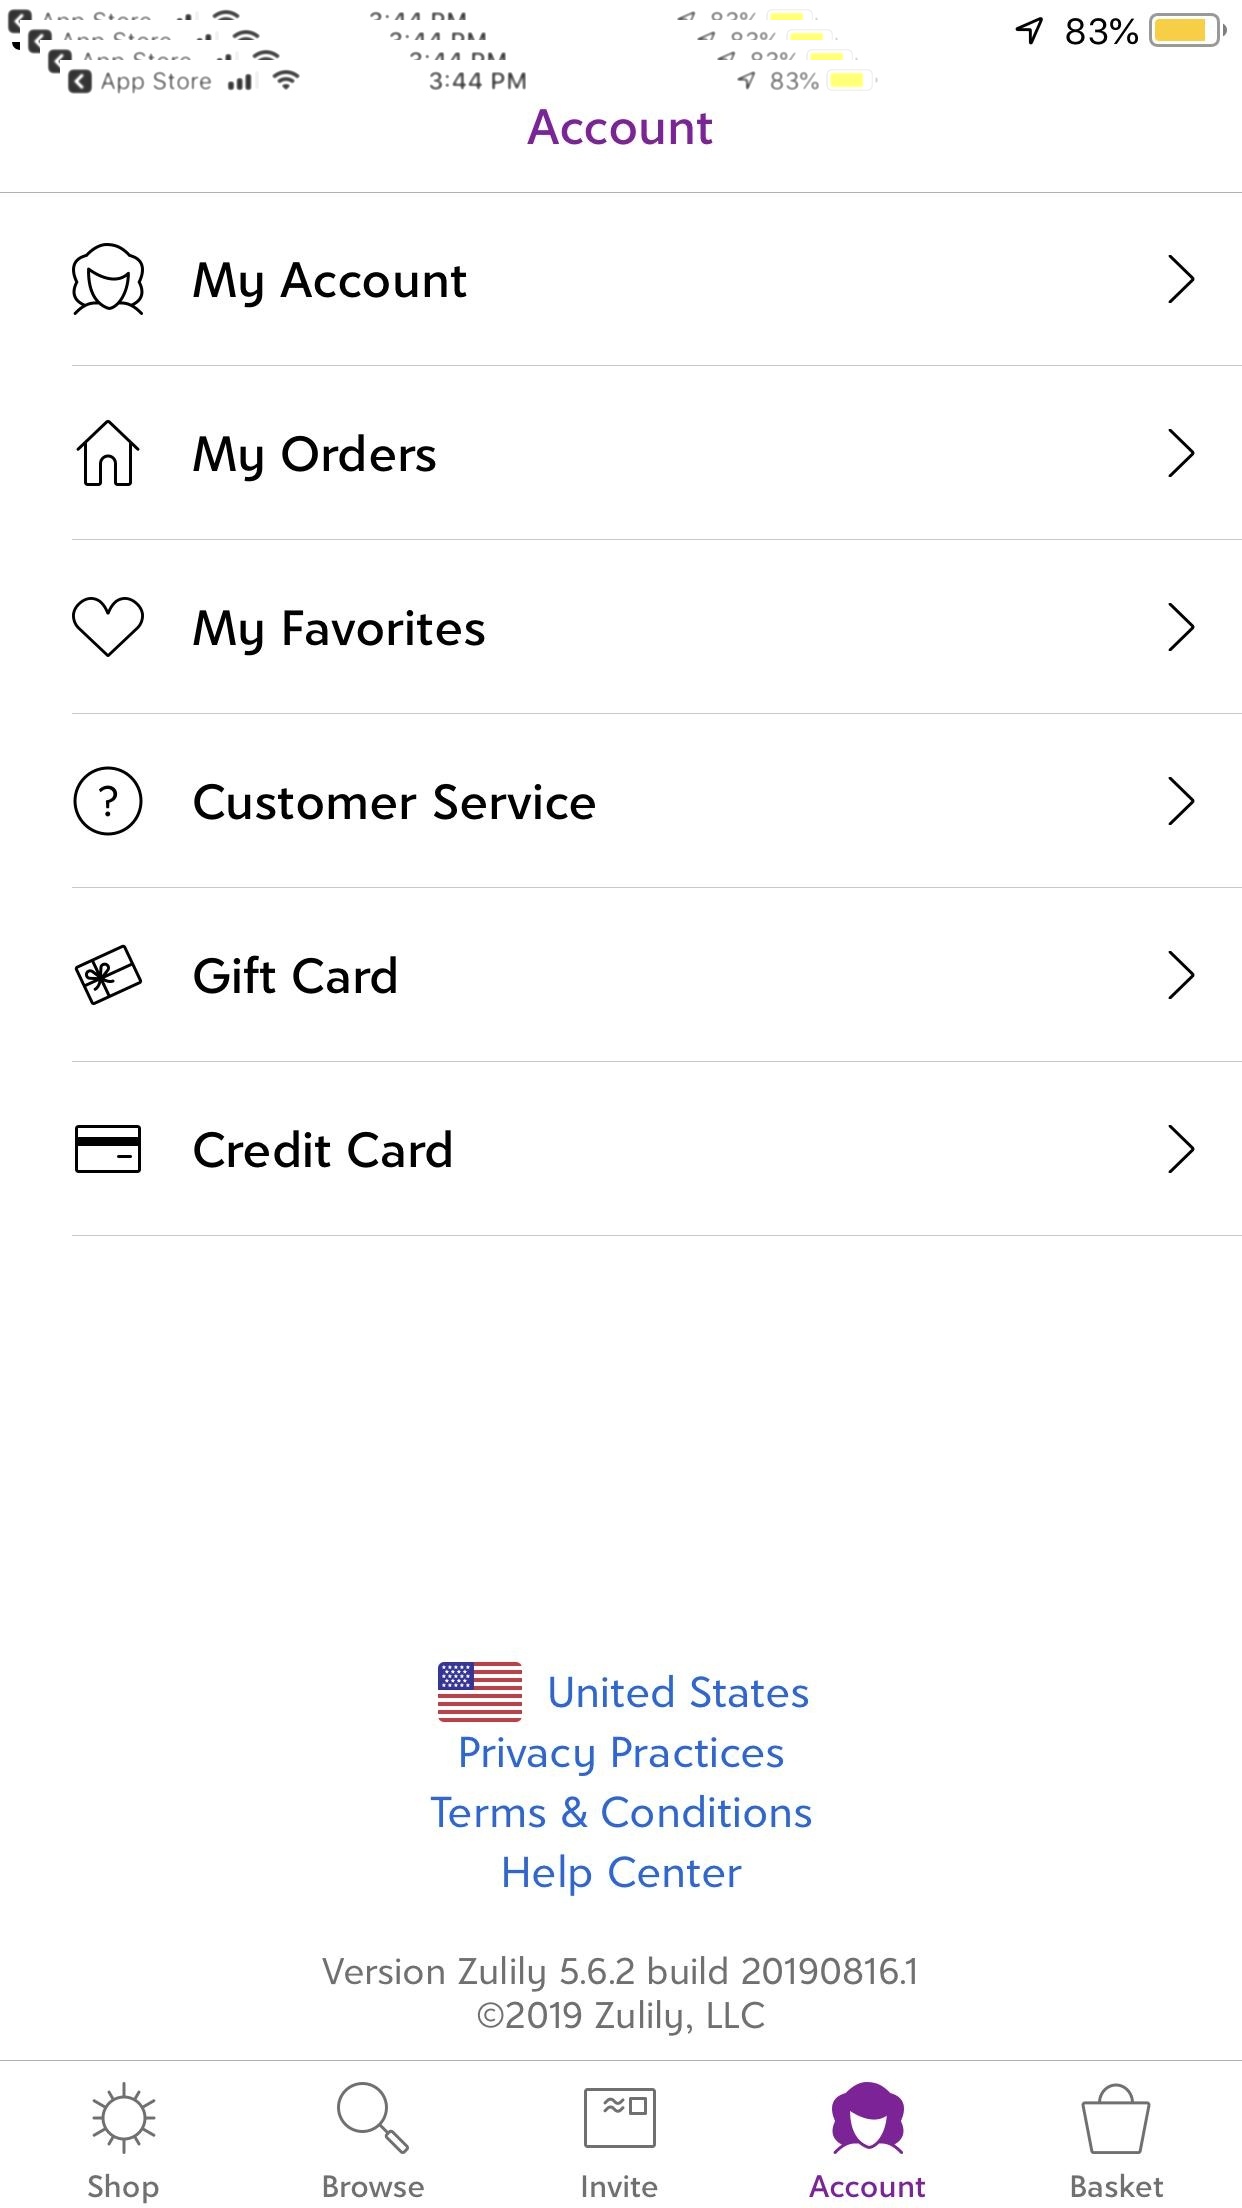 App Store 3:44 PM 83%
83%
Account
My Account
My Orders
My Favorites
? Customer Service
Gift Card
Credit Card
United States
Privacy Practices
Terms & Conditions
Help Center
Version Zulily 5.6.2 build 20190816.1
©2019 Zulily, LLC
Shop
Browse
Invite
Account
Basket